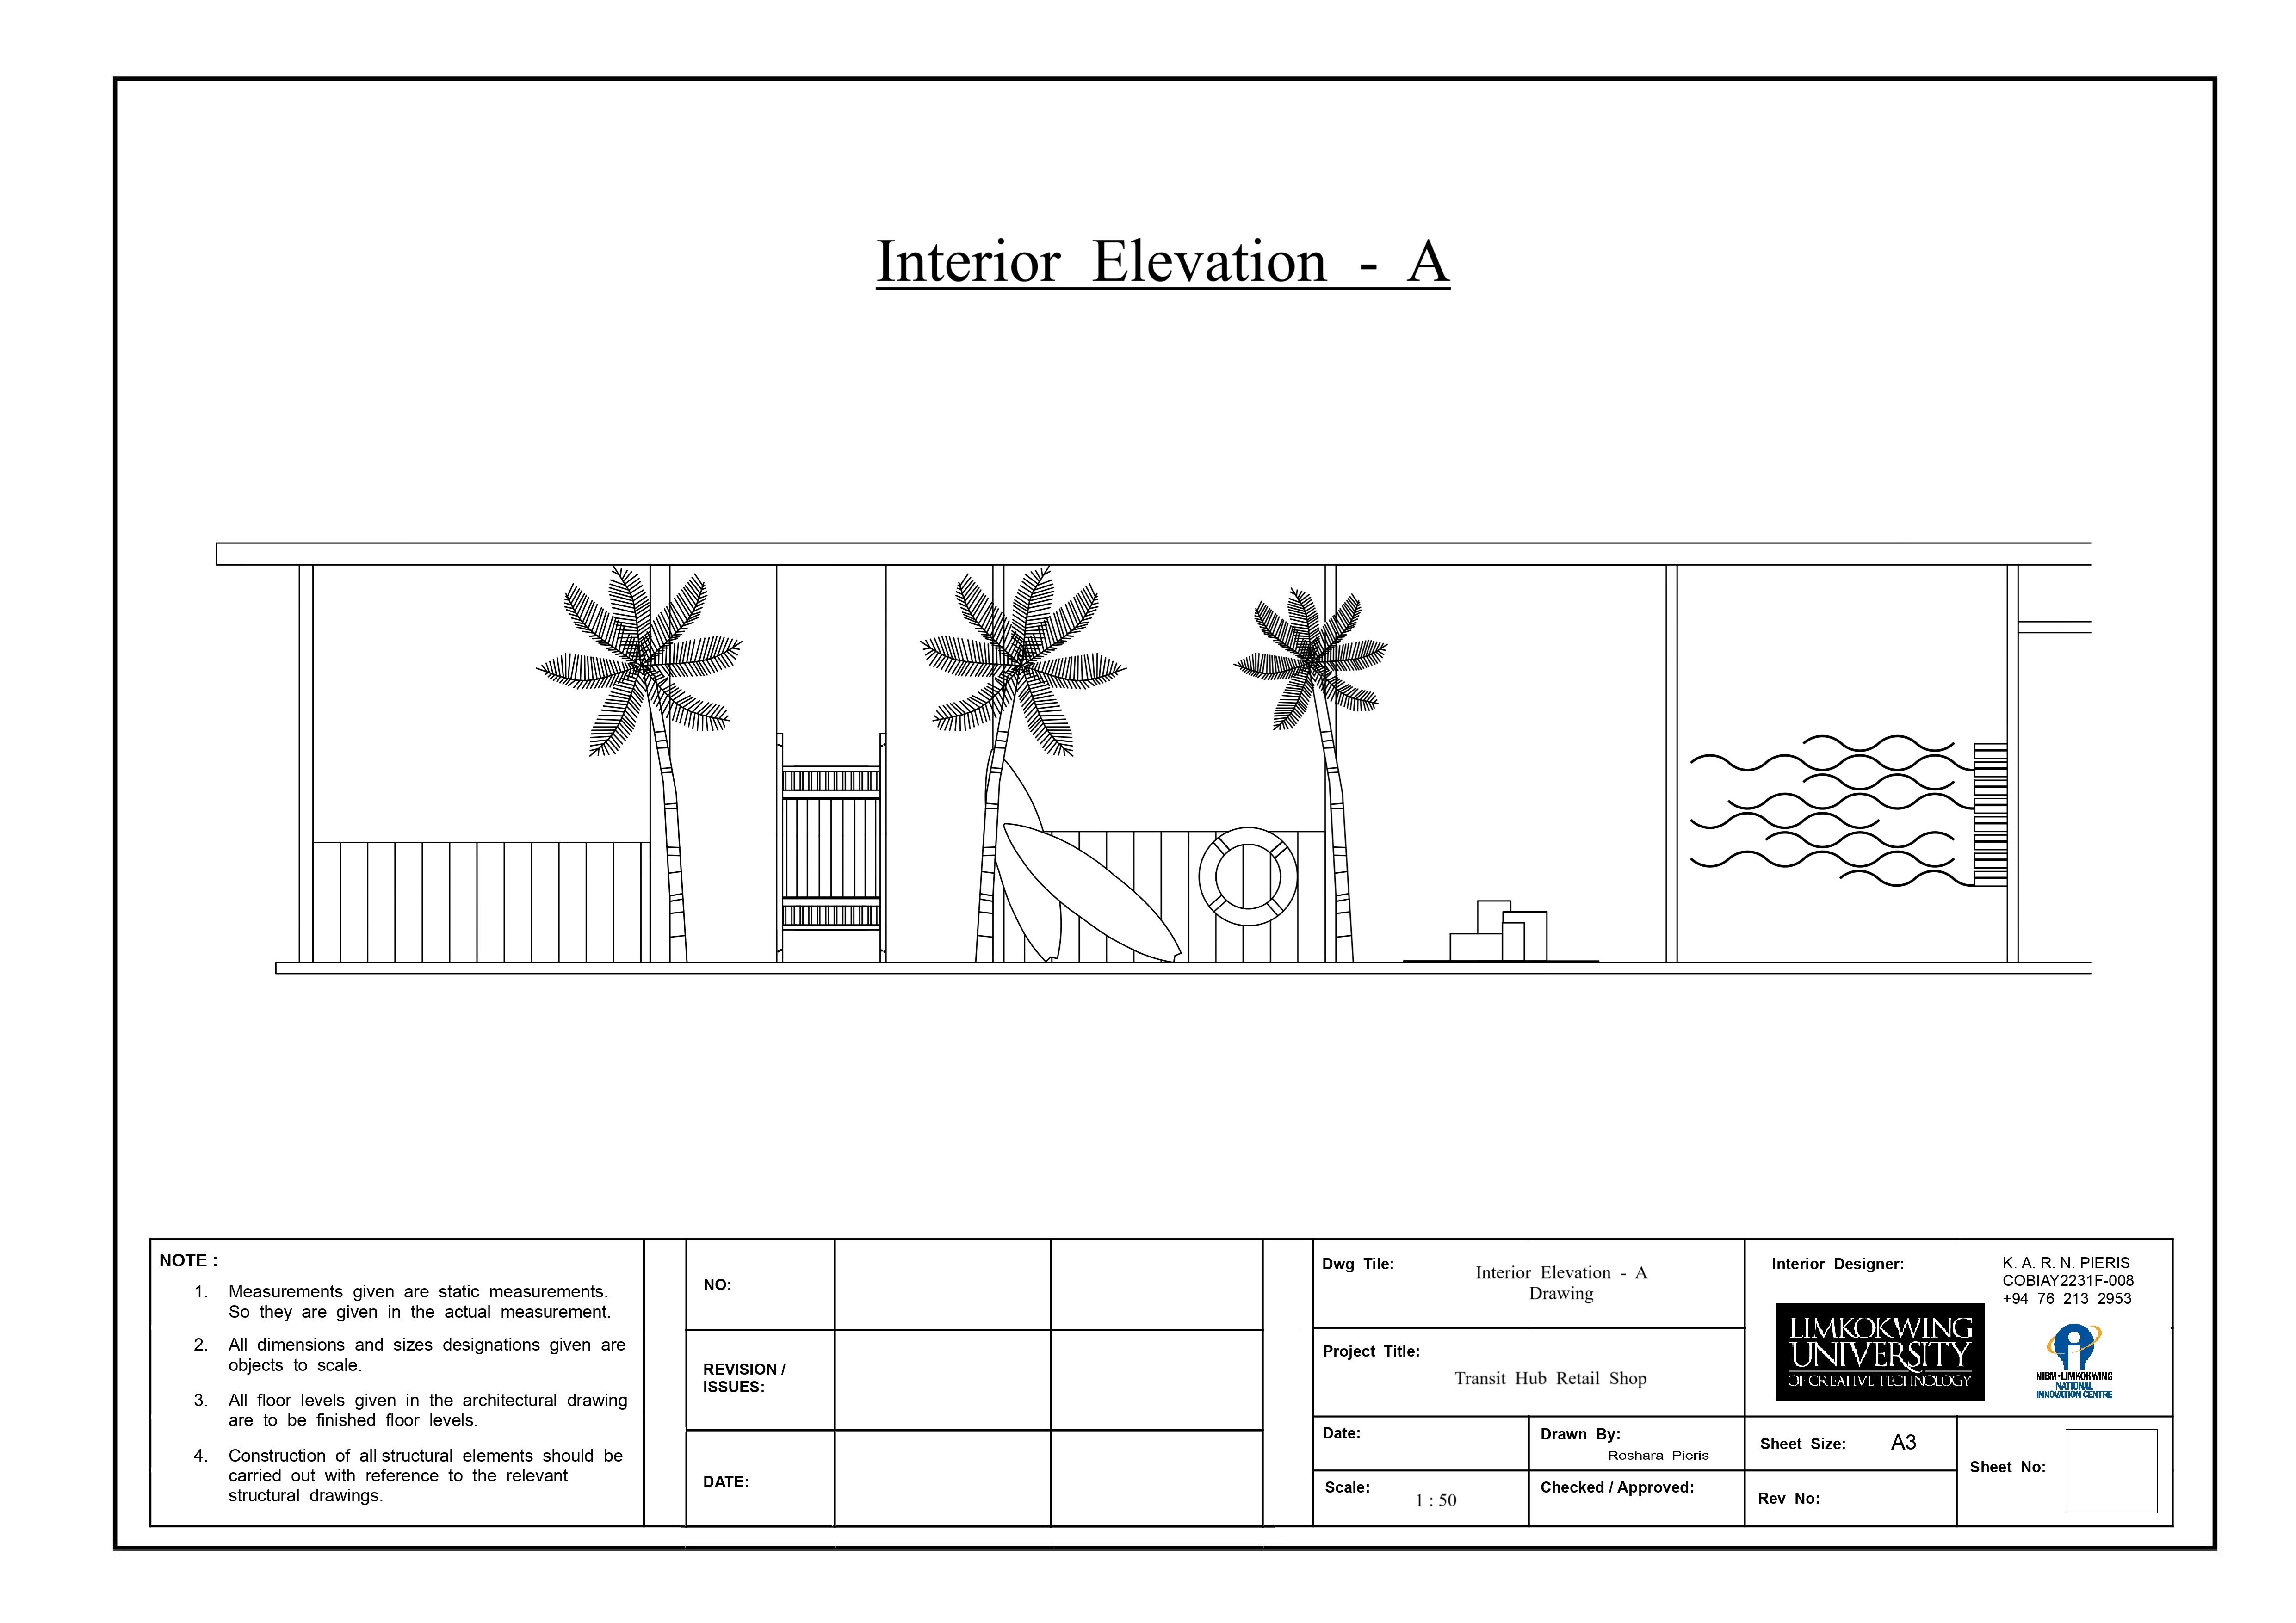 Interior Elevation - A
NOTE :
1. Measurements given are static measurements.
So they are given in the actual measurement.
2. All dimensions and sizes designations given are
objects to scale.
3. All floor levels given in the architectural drawing
are to be finished floor levels.
4. Construction of all structural elements should be
carried out with reference to the relevant
structural drawings.
NO:
REVISION /
ISSUES:
DATE:
Dwg Tile:
Interior Elevation - A
Drawing
Project Title:
Transit Hub Retail Shop
Date:
Drawn By:
Roshara Pieris
Scale:
1 : 50
Checked / Approved:
Interior Designer:
K. A. R. N. PIERIS
COBIAY2231F-008
+94 76 213 2953
LIMKOKWING
UNIVERSITY
OF CREATIVE TECHNOLOGY
NIBM-LIMKOKWING
NATIONAL
INNOVATION CENTRE
Sheet Size: A3
Rev No:
Sheet No: